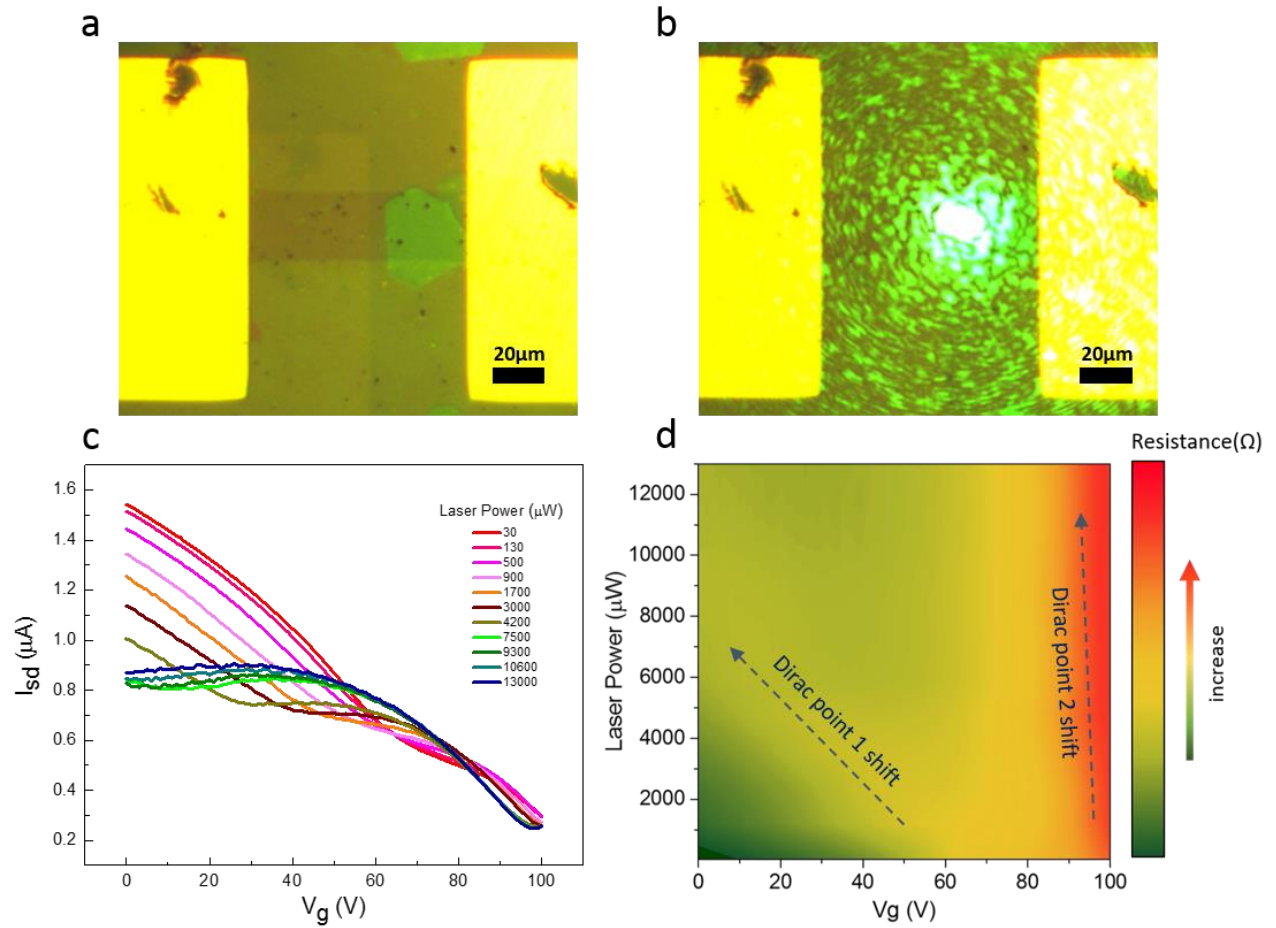 a
b
20μm
20μm
c
d
1.6
1.4
1.2
1.0
0.8
0.6
0.4
0.2
I_sd (μA)
0
20
40
60
80
100
V_g (V)
Laser Power (μW)
30
130
500
900
1700
3000
4200
7500
9300
10600
13000
Resistance(Ω)
12000
10000
8000
6000
4000
2000
Laser Power (μW)
0
20
40
60
80
100
Vg (V)
Dirac point 1 shift
Dirac point 2 shift
increase